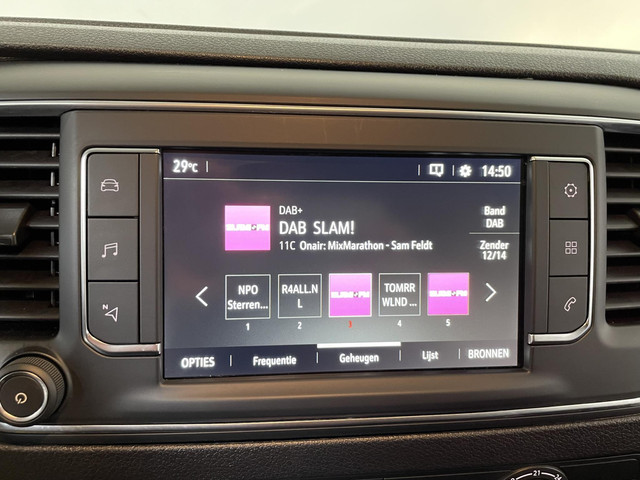 29°C
14:50
DAB+
DAB SLAM!
11C Onair: MixMarathon - Sam Feldt
Band
DAB
Zender
12/14
NPO
Sterren...
1
R4ALL.N
L
2
3
TOMRR
WLND ...
4
5
OPTIES
Frequentie
Geheugen
Lijst
BRONNEN
21